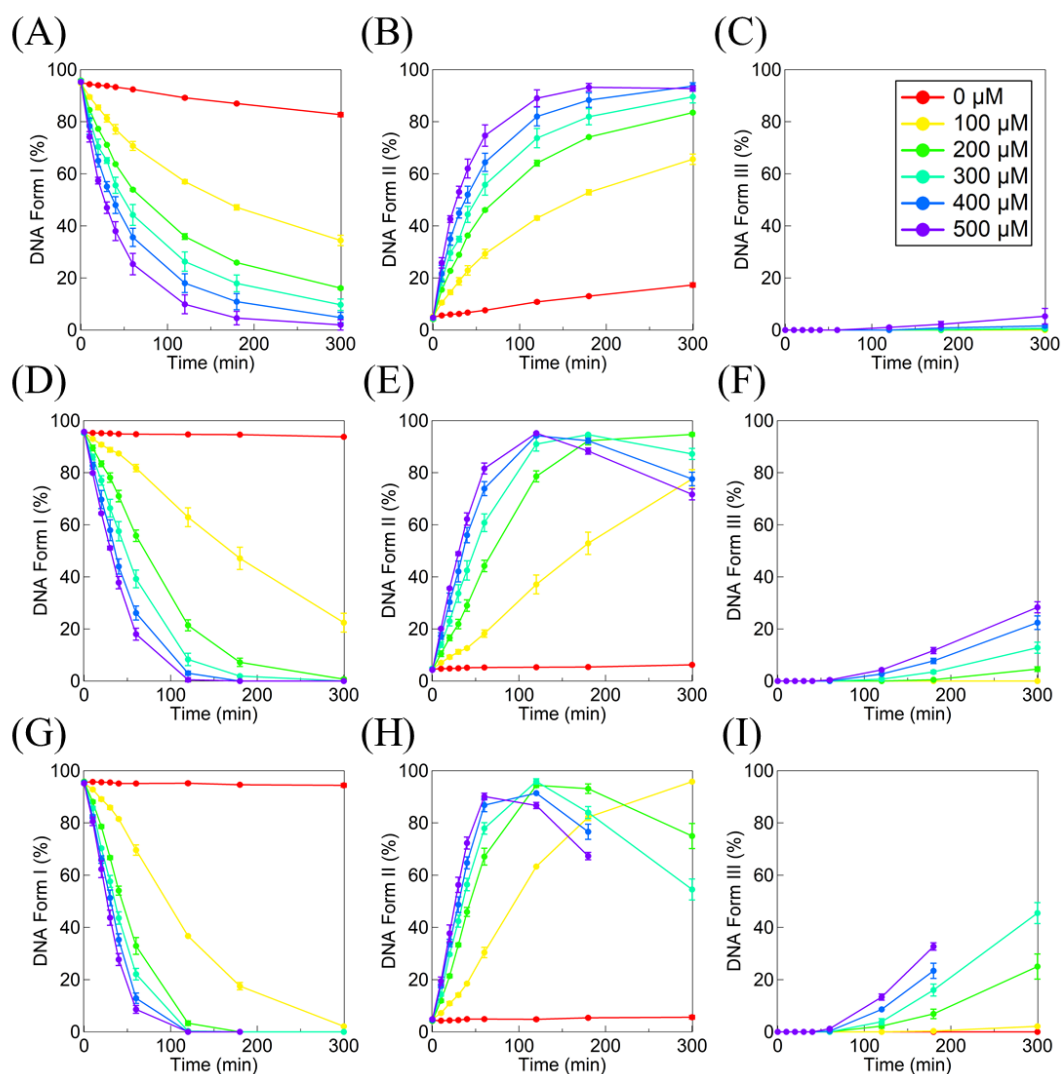 (A)
(B)
(C)
DNA Form I (%)
100
80
60
40
20
0
0 100 200 300
Time (min)
DNA Form II (%)
100
80
60
40
20
0
0 100 200 300
Time (min)
DNA Form III (%)
100
80
60
40
20
0
0 100 200 300
Time (min)
0 µM
100 µM
200 µM
300 µM
400 µM
500 µM
(D)
(E)
(F)
DNA Form I (%)
100
80
60
40
20
0
0 100 200 300
Time (min)
DNA Form II (%)
100
80
60
40
20
0
0 100 200 300
Time (min)
DNA Form III (%)
100
80
60
40
20
0
0 100 200 300
Time (min)
(G)
(H)
(I)
DNA Form I (%)
100
80
60
40
20
0
0 100 200 300
Time (min)
DNA Form II (%)
100
80
60
40
20
0
0 100 200 300
Time (min)
DNA Form III (%)
100
80
60
40
20
0
0 100 200 300
Time (min)